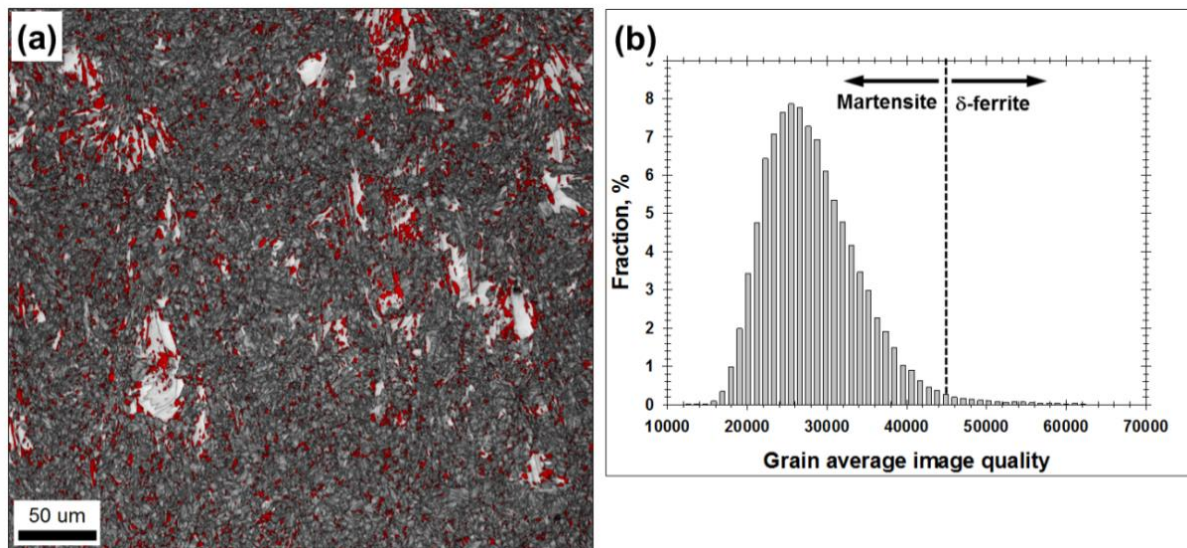 (a)
50 um
(b)
Martensite δ-ferrite
9
8
7
6
5
4
3
2
1
0
Fraction, %
10000 20000 30000 40000 50000 60000 70000
Grain average image quality